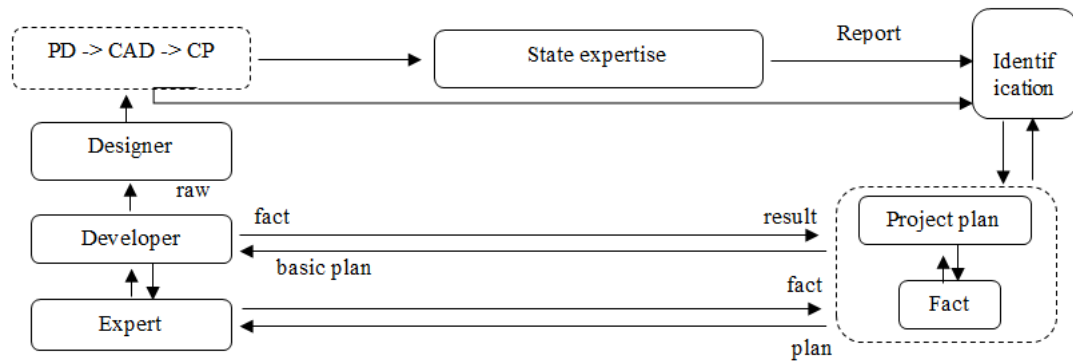 PD -> CAD -> CP
State expertise
Report
Identif
ication
Designer
raw
Developer
fact
result
basic plan
Project plan
Expert
fact
plan
Fact